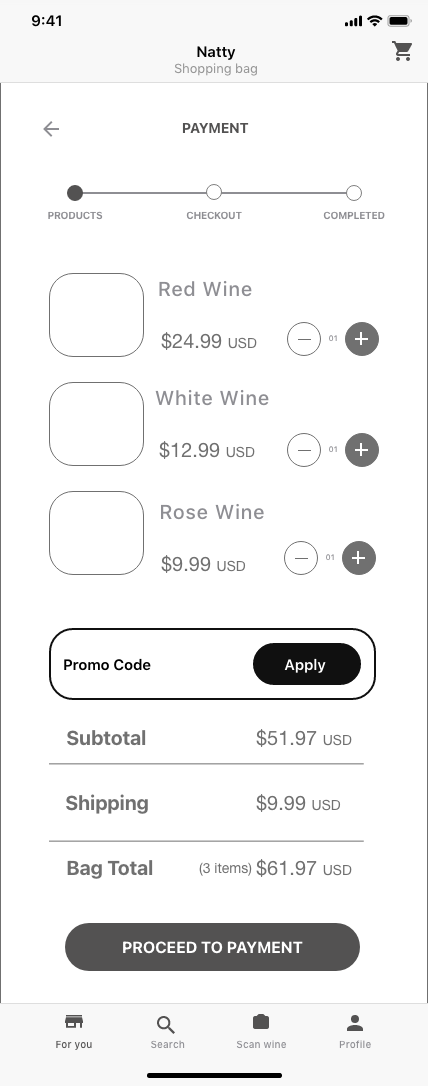 9:41
Natty
Shopping bag
PAYMENT
PRODUCTS CHECKOUT COMPLETED
Red Wine
$24.99 USD 01
White Wine
$12.99 USD 01
Rose Wine
$9.99 USD 01
Promo Code Apply
Subtotal $51.97 USD
Shipping $9.99 USD
Bag Total (3 items) $61.97 USD
PROCEED TO PAYMENT
For you Search Scan wine Profile